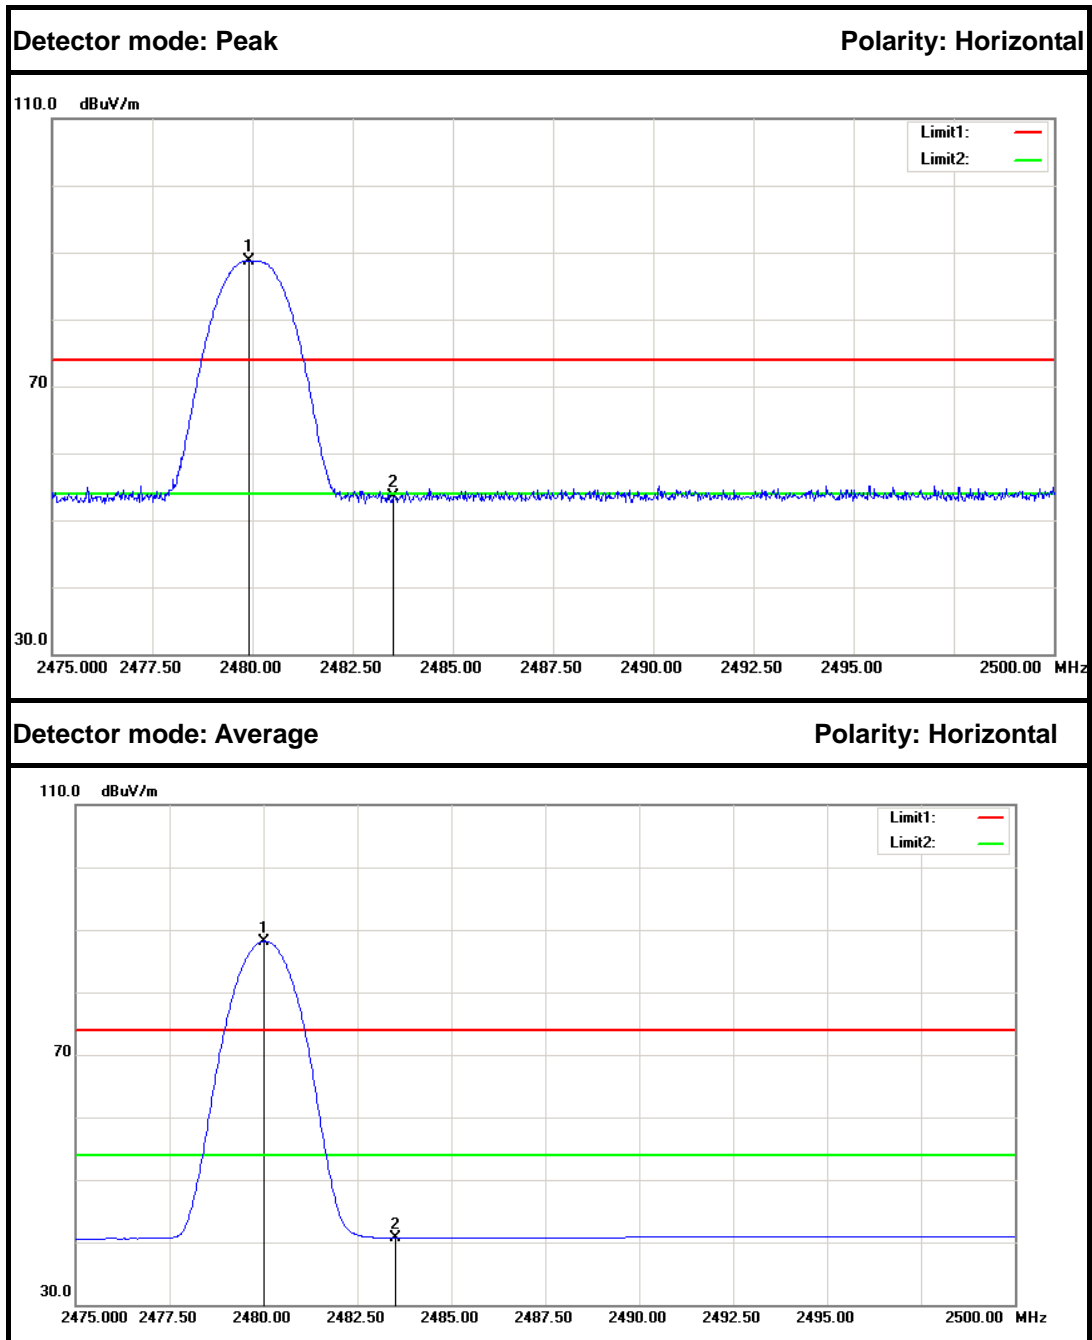 Detector mode: Peak Polarity: Horizontal
110.0 dBuV/m
Limit1:
Limit2:
1
70
2
30.0
2475.000 2477.50 2480.00 2482.50 2485.00 2487.50 2490.00 2492.50 2495.00 2500.00 MHz
Detector mode: Average Polarity: Horizontal
110.0 dBuV/m
Limit1:
Limit2:
1
70
2
30.0
2475.000 2477.50 2480.00 2482.50 2485.00 2487.50 2490.00 2492.50 2495.00 2500.00 MHz